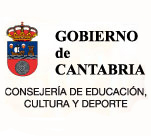 GOBIERNO
de
CANTABRIA
CONSEJERÍA DE EDUCACIÓN,
CULTURA Y DEPORTE